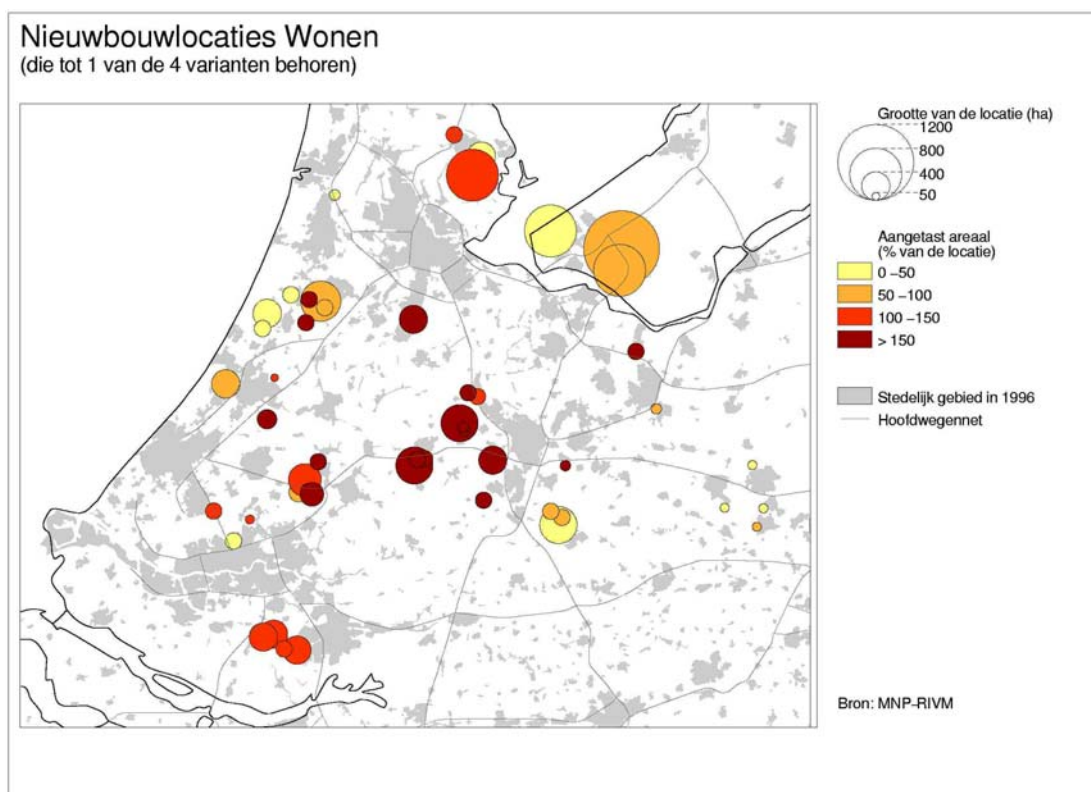 Nieuwbouwlocaties Wonen
(die tot 1 van de 4 varianten behoren)
Grootte van de locatie (ha)
1200
800
400
50
Aangetast areaal
(% van de locatie)
0 –50
50 –100
100 –150
> 150
Stedelijk gebied in 1996
Hoofdwegennet
Bron: MNP–RIVM